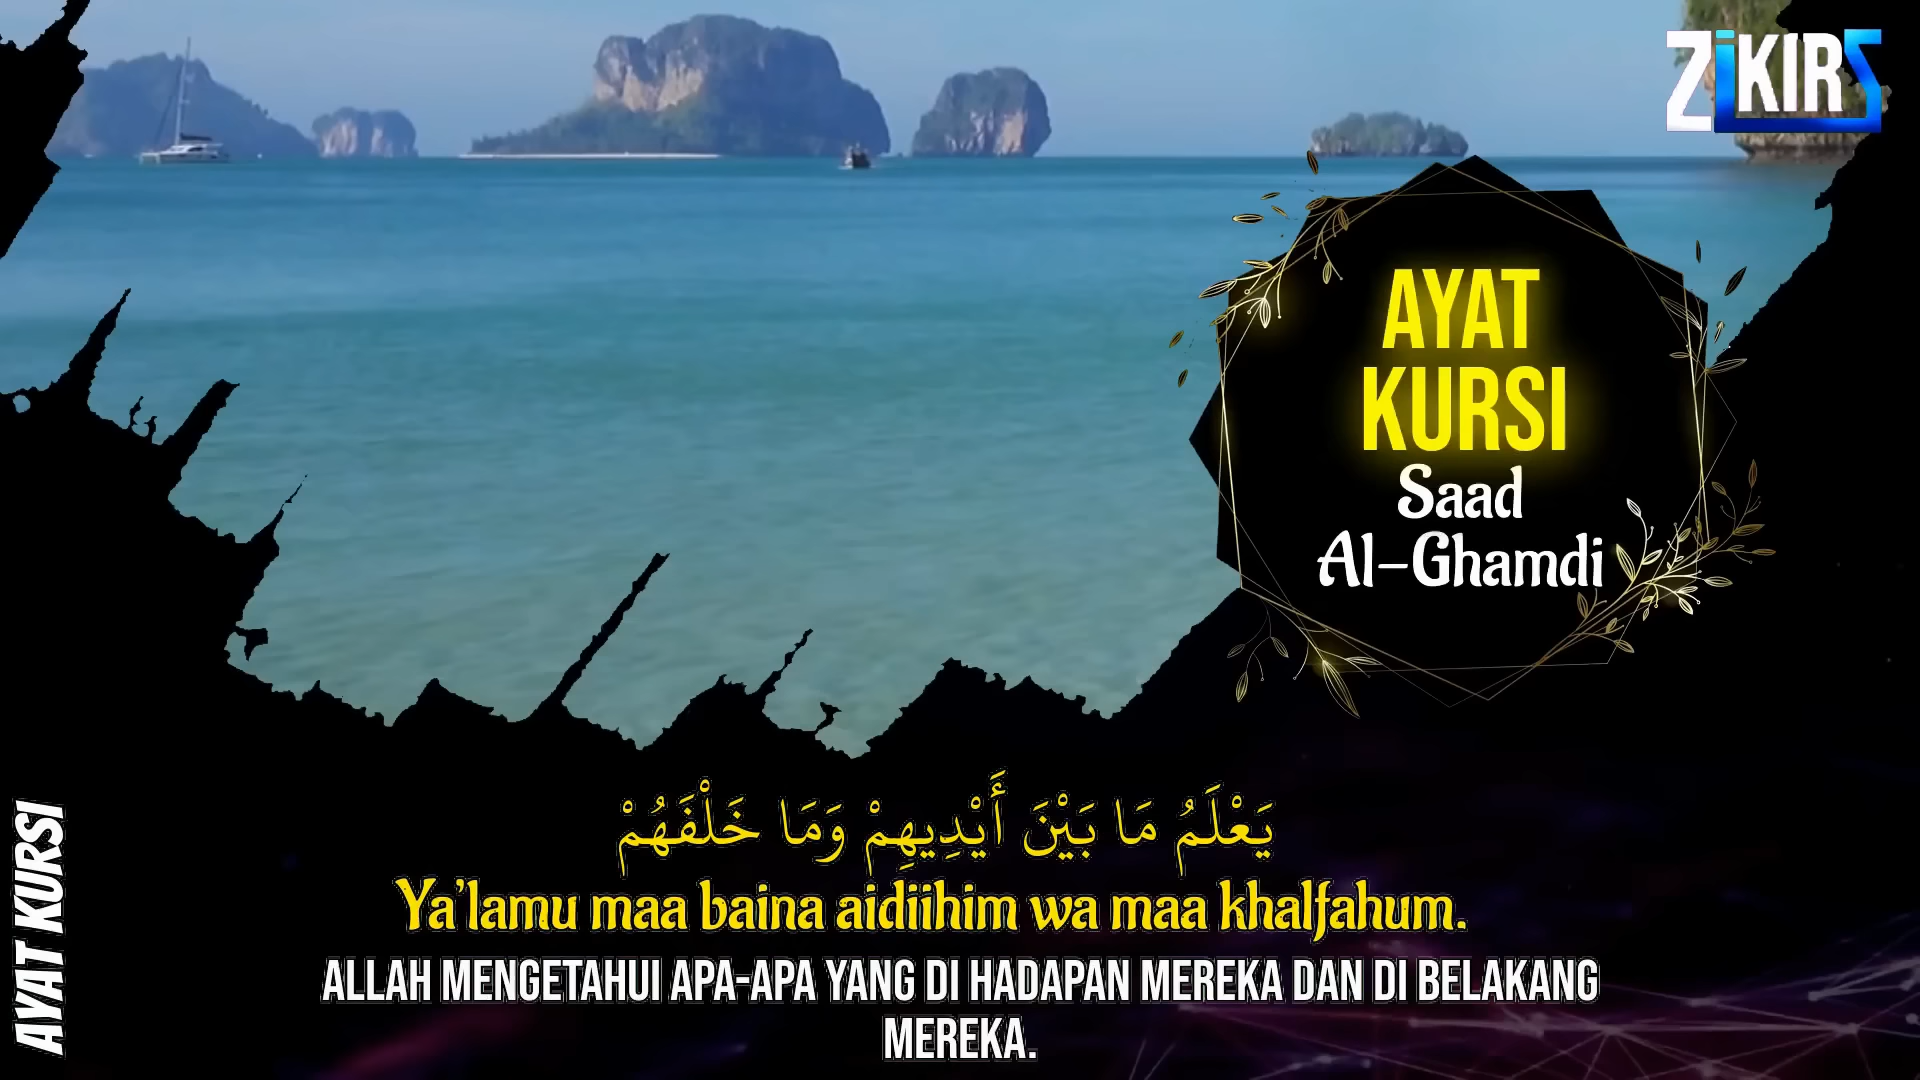 ZIKIRS
AYAT
KURSI
Saad
Al-Ghamdi
يَعْلَمُ مَا بَيْنَ أَيْدِيهِمْ وَمَا خَلْفَهُمْ
Ya'lamu maa baina aidiihim wa maa khalfahum.
ALLAH MENGETAHUI APA-APA YANG DI HADAPAN MEREKA DAN DI BELAKANG
MEREKA.
AYAT KURSI